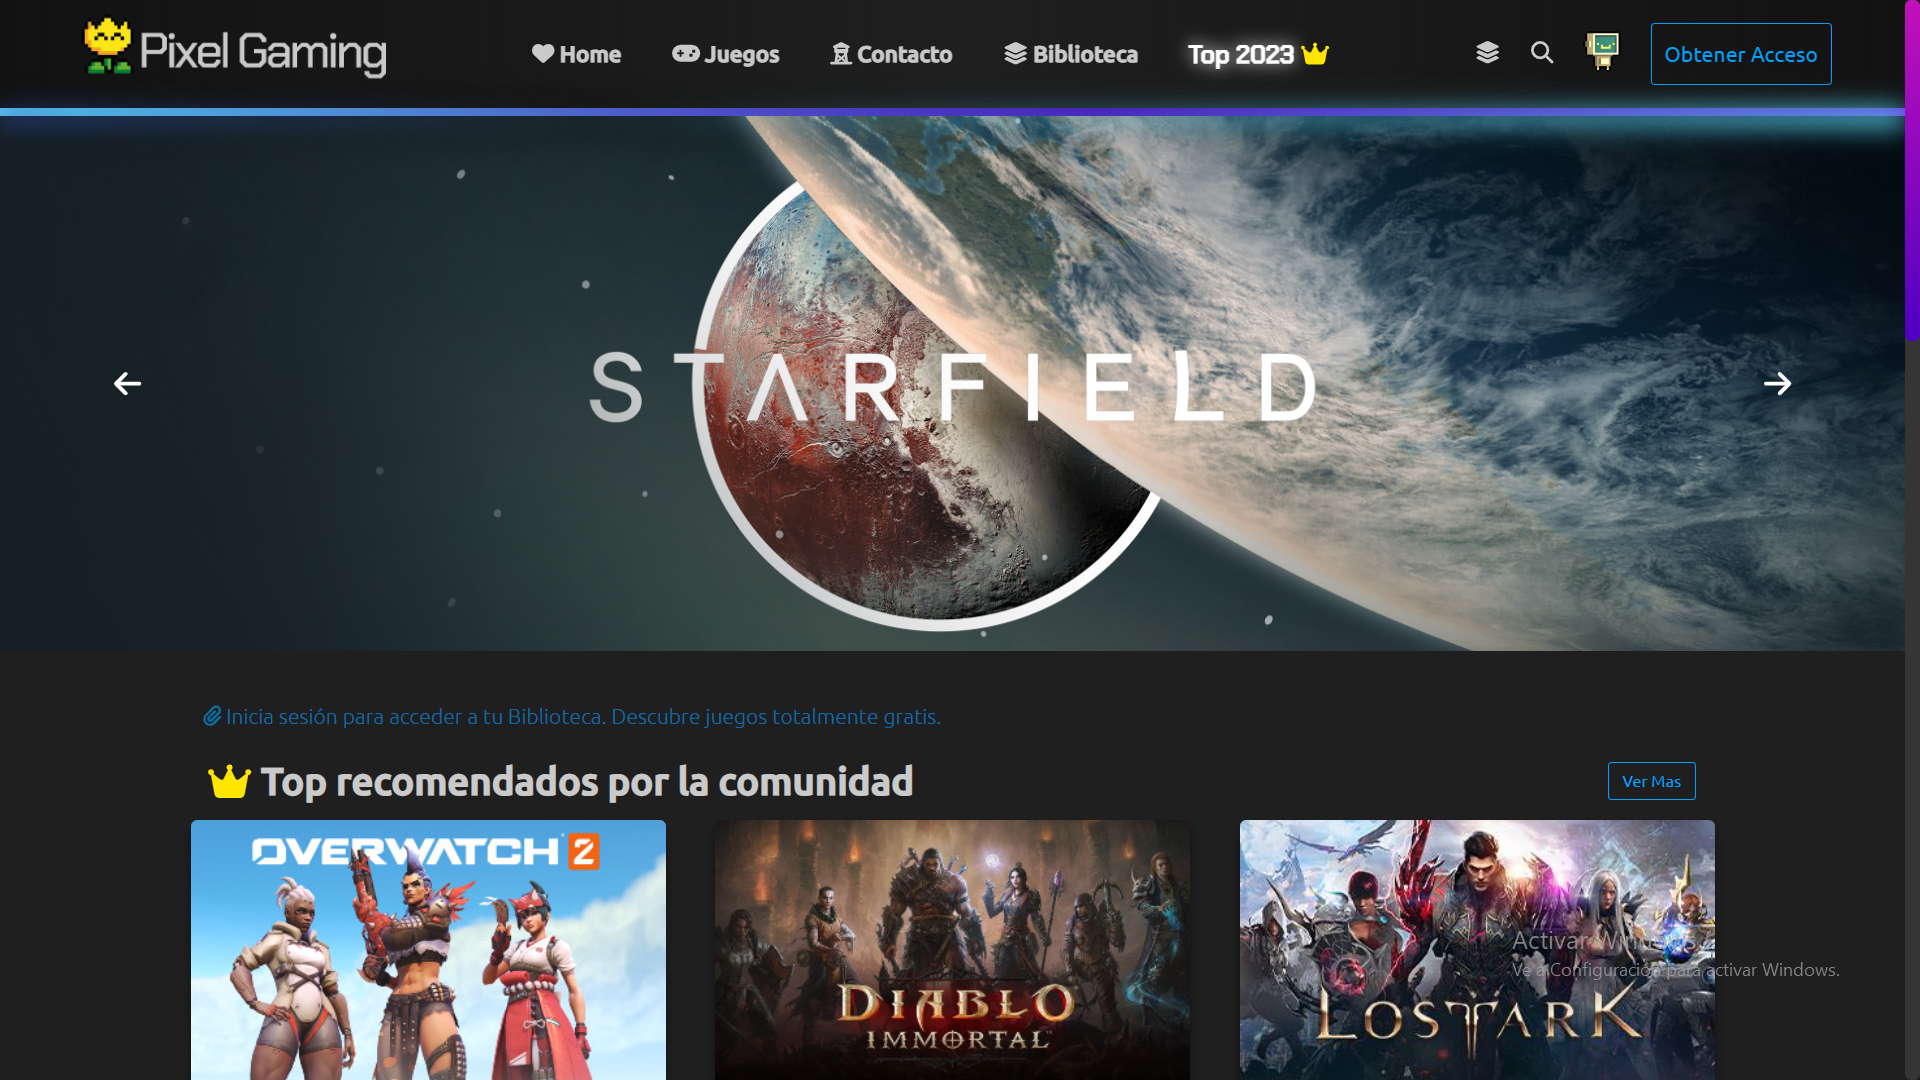 Pixel Gaming
Home
Juegos
Contacto
Biblioteca
Top 2023
Obtener Acceso
STARFIELD
Inicia sesión para acceder a tu Biblioteca. Descubre juegos totalmente gratis.
Top recomendados por la comunidad
Ver Mas
OVERWATCH 2
DIABLO
IMMORTAL
LOST ARK
Activar Windows
Ve a Configuración para activar Windows.